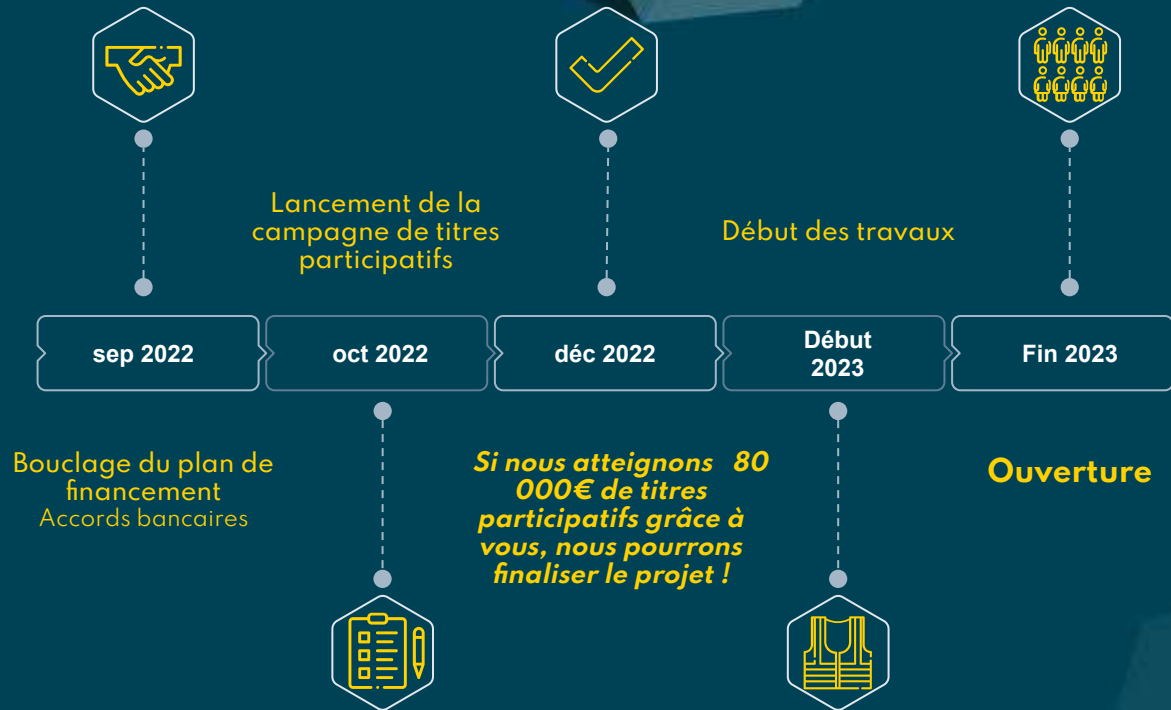 Lancement de la
campagne de titres
participatifs
Début des travaux
sep 2022
oct 2022
déc 2022
Début
2023
Fin 2023
Bouclage du plan de
financement
Accords bancaires
Si nous atteignons 80
000€ de titres
participatifs grâce à
vous, nous pourrons
finaliser le projet !
Ouverture